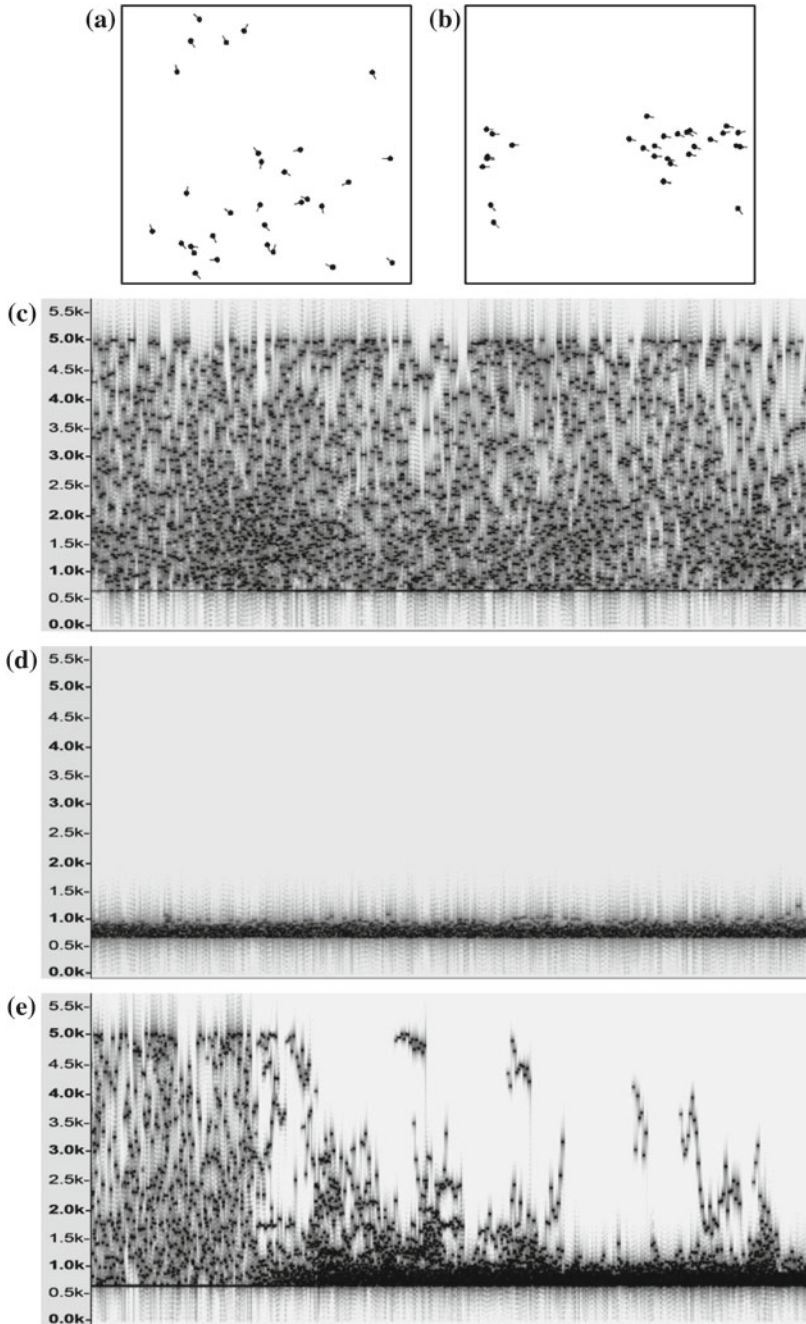 (a)
(b)
(c)
5.5k-
5.0k-
4.5k-
4.0k-
3.5k-
3.0k-
2.5k-
2.0k-
1.5k-
1.0k-
0.5k-
0.0k-
(d)
5.5k-
5.0k-
4.5k-
4.0k-
3.5k-
3.0k-
2.5k-
2.0k-
1.5k-
1.0k-
0.5k-
0.0k-
(e)
5.5k-
5.0k-
4.5k-
4.0k-
3.5k-
3.0k-
2.5k-
2.0k-
1.5k-
1.0k-
0.5k-
0.0k-